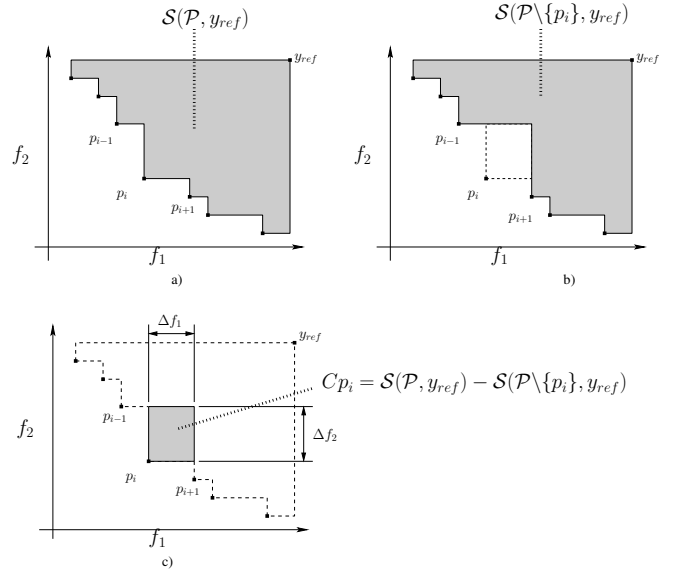 S(P, y_ref)
y_ref
p_{i−1}
f_2
p_i
p_{i+1}
f_1
a)
S(P\{p_i}, y_ref)
y_ref
p_{i−1}
f_2
p_i
p_{i+1}
f_1
b)
Δf_1
y_ref
Cp_i = S(P, y_ref) − S(P\{p_i}, y_ref)
p_{i−1}
f_2
Δf_2
p_i
p_{i+1}
f_1
c)